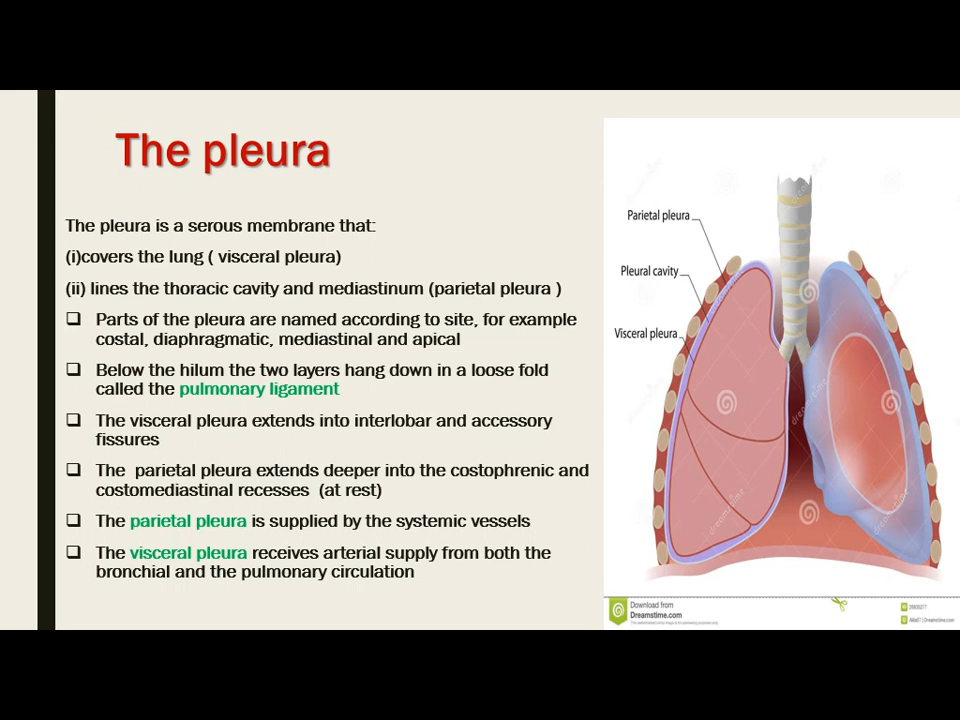 The pleura
The pleura is a serous membrane that:
(i)covers the lung ( visceral pleura)
(ii) lines the thoracic cavity and mediastinum (parietal pleura )
Parts of the pleura are named according to site, for example
costal, diaphragmatic, mediastinal and apical
Below the hilum the two layers hang down in a loose fold
called the pulmonary ligament
The visceral pleura extends into interlobar and accessory
fissures
The parietal pleura extends deeper into the costophrenic and
costomediastinal recesses (at rest)
The parietal pleura is supplied by the systemic vessels
The visceral pleura receives arterial supply from both the
bronchial and the pulmonary circulation
Parietal pleura
Pleural cavity
Visceral pleura
Download from
Dreamstime.com